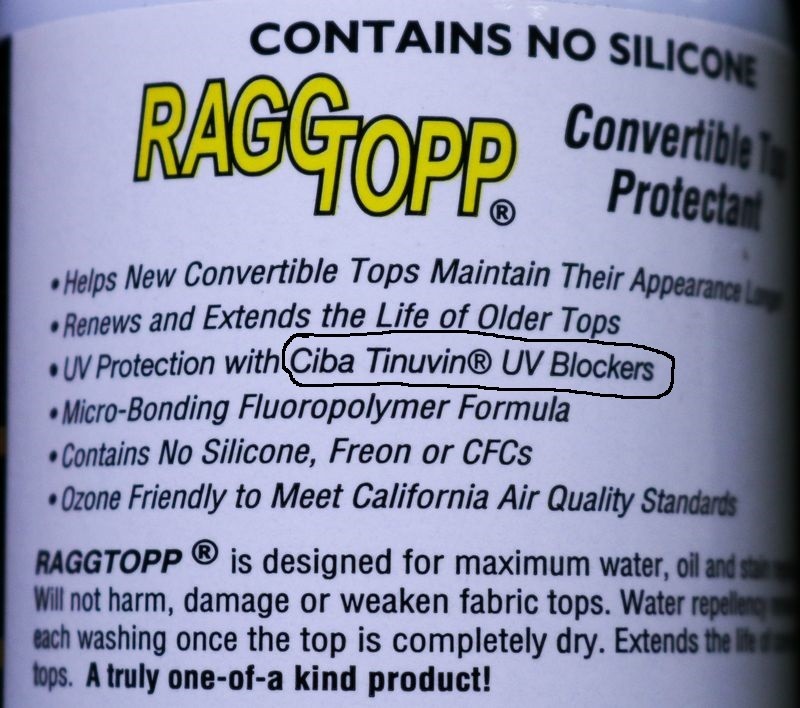 CONTAINS NO SILICONE
RAGGTOPP®
Convertible
Protectant
•Helps New Convertible Tops Maintain Their Appearance
•Renews and Extends the Life of Older Tops
•UV Protection with Ciba Tinuvin® UV Blockers
•Micro-Bonding Fluoropolymer Formula
•Contains No Silicone, Freon or CFCs
•Ozone Friendly to Meet California Air Quality Standards
RAGGTOPP® is designed for maximum water, oil and
Will not harm, damage or weaken fabric tops. Water repellency
each washing once the top is completely dry. Extends the life
tops. A truly one-of-a kind product!